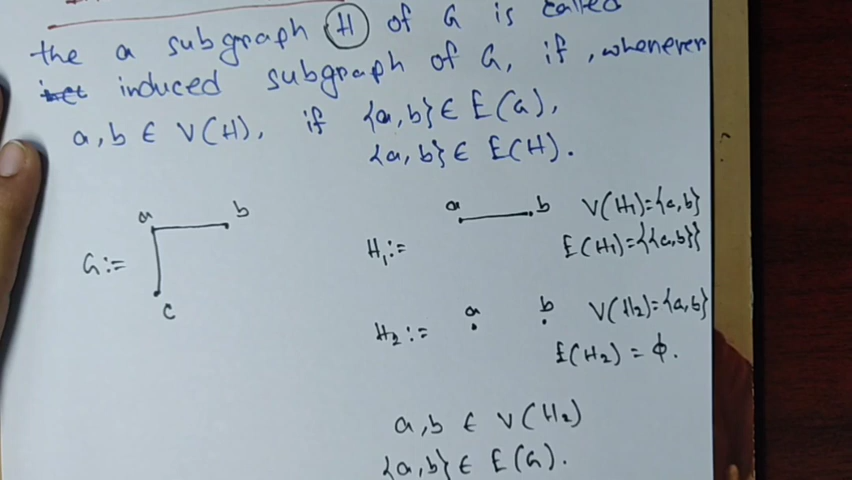 the a subgraph H of G is called
induced subgraph of G, if, whenever
a, b ∈ V(H), if {a, b} ∈ E(G),
{a, b} ∈ E(H).
a b
G:=
c
a b V(H₁)={a, b}
H₁:= E(H₁)={{a, b}}
a b V(H₂)={a, b}
H₂:=
E(H₂) = ϕ.
a, b ∈ V(H₂)
{a, b} ∈ E(G).